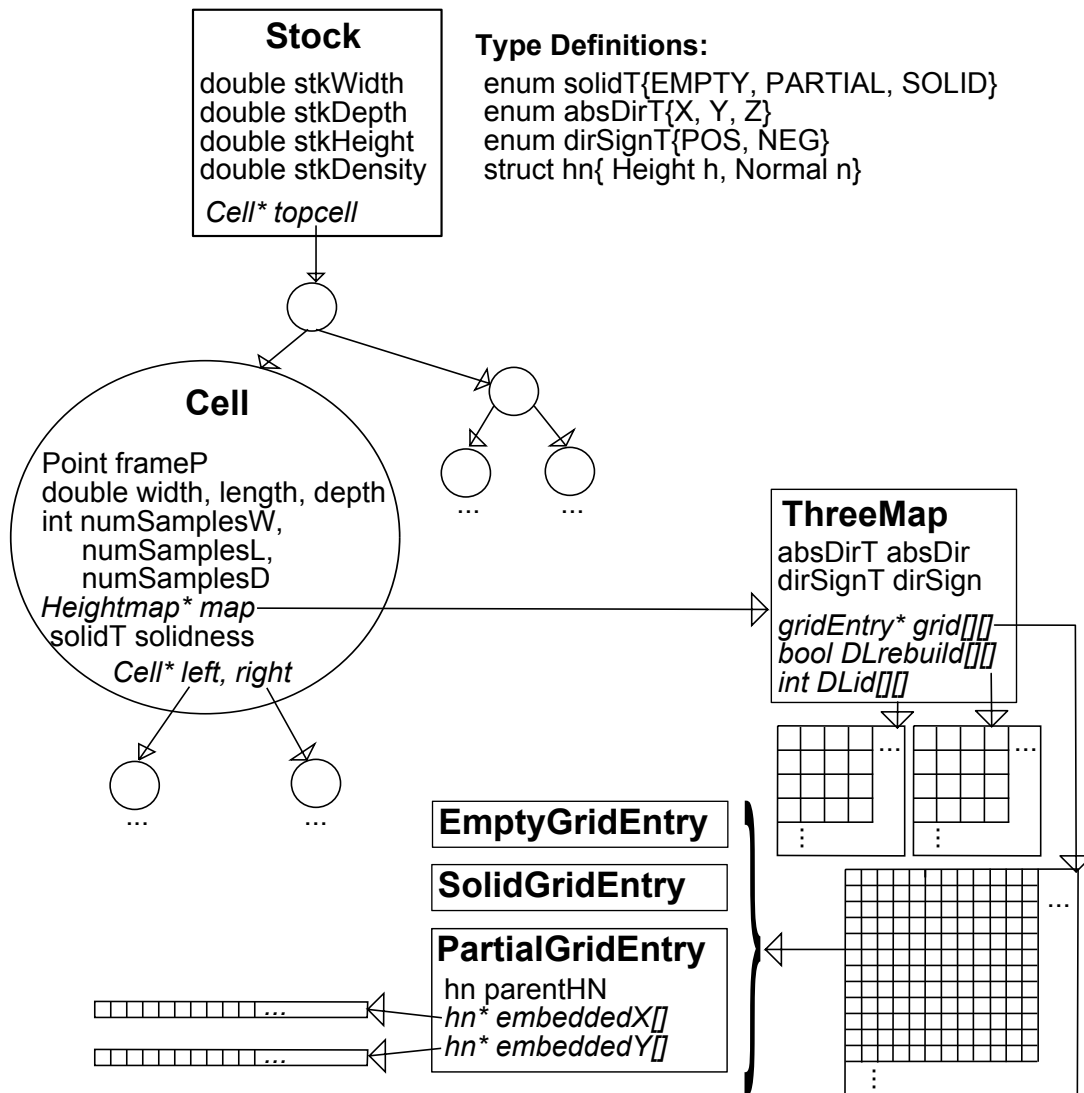 Stock
double stkWidth
double stkDepth
double stkHeight
double stkDensity
Cell* topcell
Type Definitions:
enum solidT{EMPTY, PARTIAL, SOLID}
enum absDirT{X, Y, Z}
enum dirSignT{POS, NEG}
struct hn{ Height h, Normal n}
Cell
Point frameP
double width, length, depth
int numSamplesW,
numSamplesL,
numSamplesD
Heightmap* map
solidT solidness
Cell* left, right
...
...
...
...
ThreeMap
absDirT absDir
dirSignT dirSign
gridEntry* grid[][]
bool DLrebuild[][]
int DLid[][]
...
...
...
...
EmptyGridEntry
SolidGridEntry
PartialGridEntry
hn parentHN
hn* embeddedX[]
hn* embeddedY[]
...
...
...
...